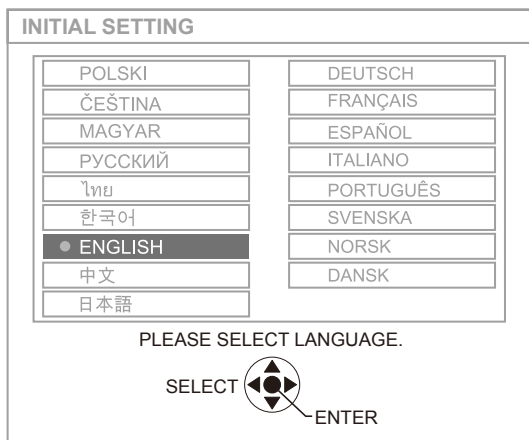 INITIAL SETTING
POLSKI
ČEŠTINA
MAGYAR
РУССКИЙ
ไทย
한국어
ENGLISH
中文
日本語
DEUTSCH
FRANÇAIS
ESPAÑOL
ITALIANO
PORTUGUÊS
SVENSKA
NORSK
DANSK
PLEASE SELECT LANGUAGE.
SELECT
ENTER